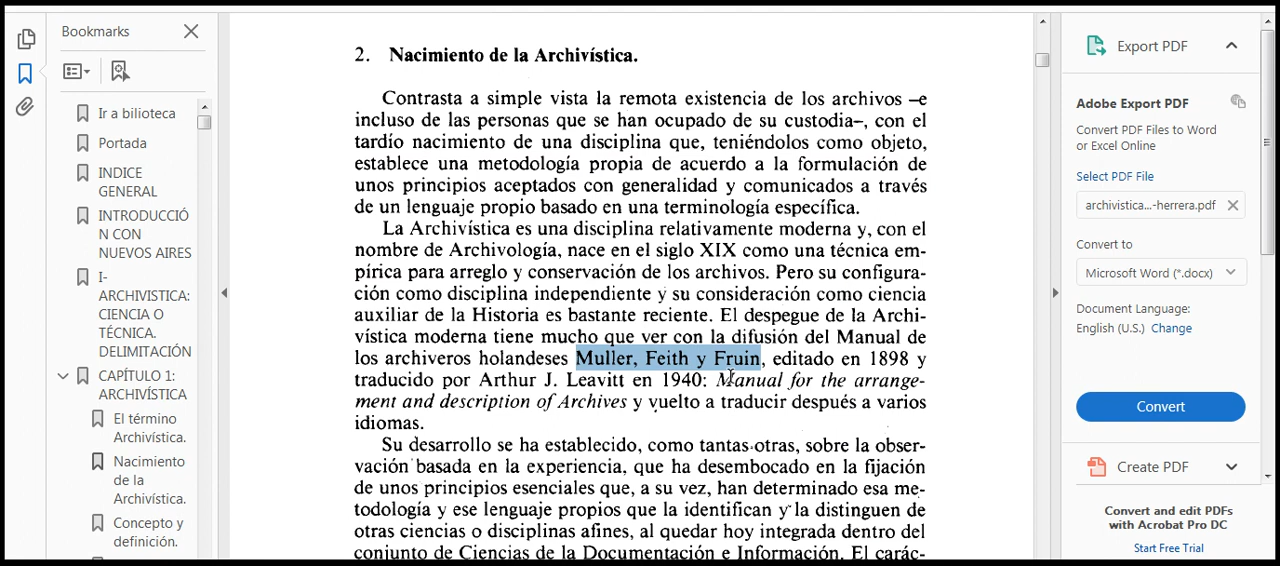 Bookmarks
Ir a bilioteca
Portada
INDICE
GENERAL
INTRODUCCIÓ
N CON
NUEVOS AIRES
I-
ARCHIVISTICA:
CIENCIA O
TÉCNICA.
DELIMITACIÓN
CAPÍTULO 1:
ARCHIVÍSTICA
El término
Archivística.
Nacimiento
de la
Archivística.
Concepto y
definición.
2. Nacimiento de la Archivística.
Contrasta a simple vista la remota existencia de los archivos –e
incluso de las personas que se han ocupado de su custodia–, con el
tardío nacimiento de una disciplina que, teniéndolos como objeto,
establece una metodología propia de acuerdo a la formulación de
unos principios aceptados con generalidad y comunicados a través
de un lenguaje propio basado en una terminología específica.
La Archivística es una disciplina relativamente moderna y, con el
nombre de Archivología, nace en el siglo XIX como una técnica em-
pírica para arreglo y conservación de los archivos. Pero su configura-
ción como disciplina independiente y su consideración como ciencia
auxiliar de la Historia es bastante reciente. El despegue de la Archi-
vística moderna tiene mucho que ver con la difusión del Manual de
los archiveros holandeses Muller, Feith y Fruin, editado en 1898 y
traducido por Arthur J. Leavitt en 1940: Manual for the arrange-
ment and description of Archives y vuelto a traducir después a varios
idiomas.
Su desarrollo se ha establecido, como tantas otras, sobre la obser-
vación basada en la experiencia, que ha desembocado en la fijación
de unos principios esenciales que, a su vez, han determinado esa me-
todología y ese lenguaje propios que la identifican y la distinguen de
otras ciencias o disciplinas afines, al quedar hoy integrada dentro del
conjunto de Ciencias de la Documentación e Información. El carác-
Export PDF
Adobe Export PDF
Convert PDF Files to Word
or Excel Online
Select PDF File
archivistica...-herrera.pdf
Convert to
Microsoft Word (*.docx)
Document Language:
English (U.S.) Change
Convert
Create PDF
Convert and edit PDFs
with Acrobat Pro DC
Start Free Trial